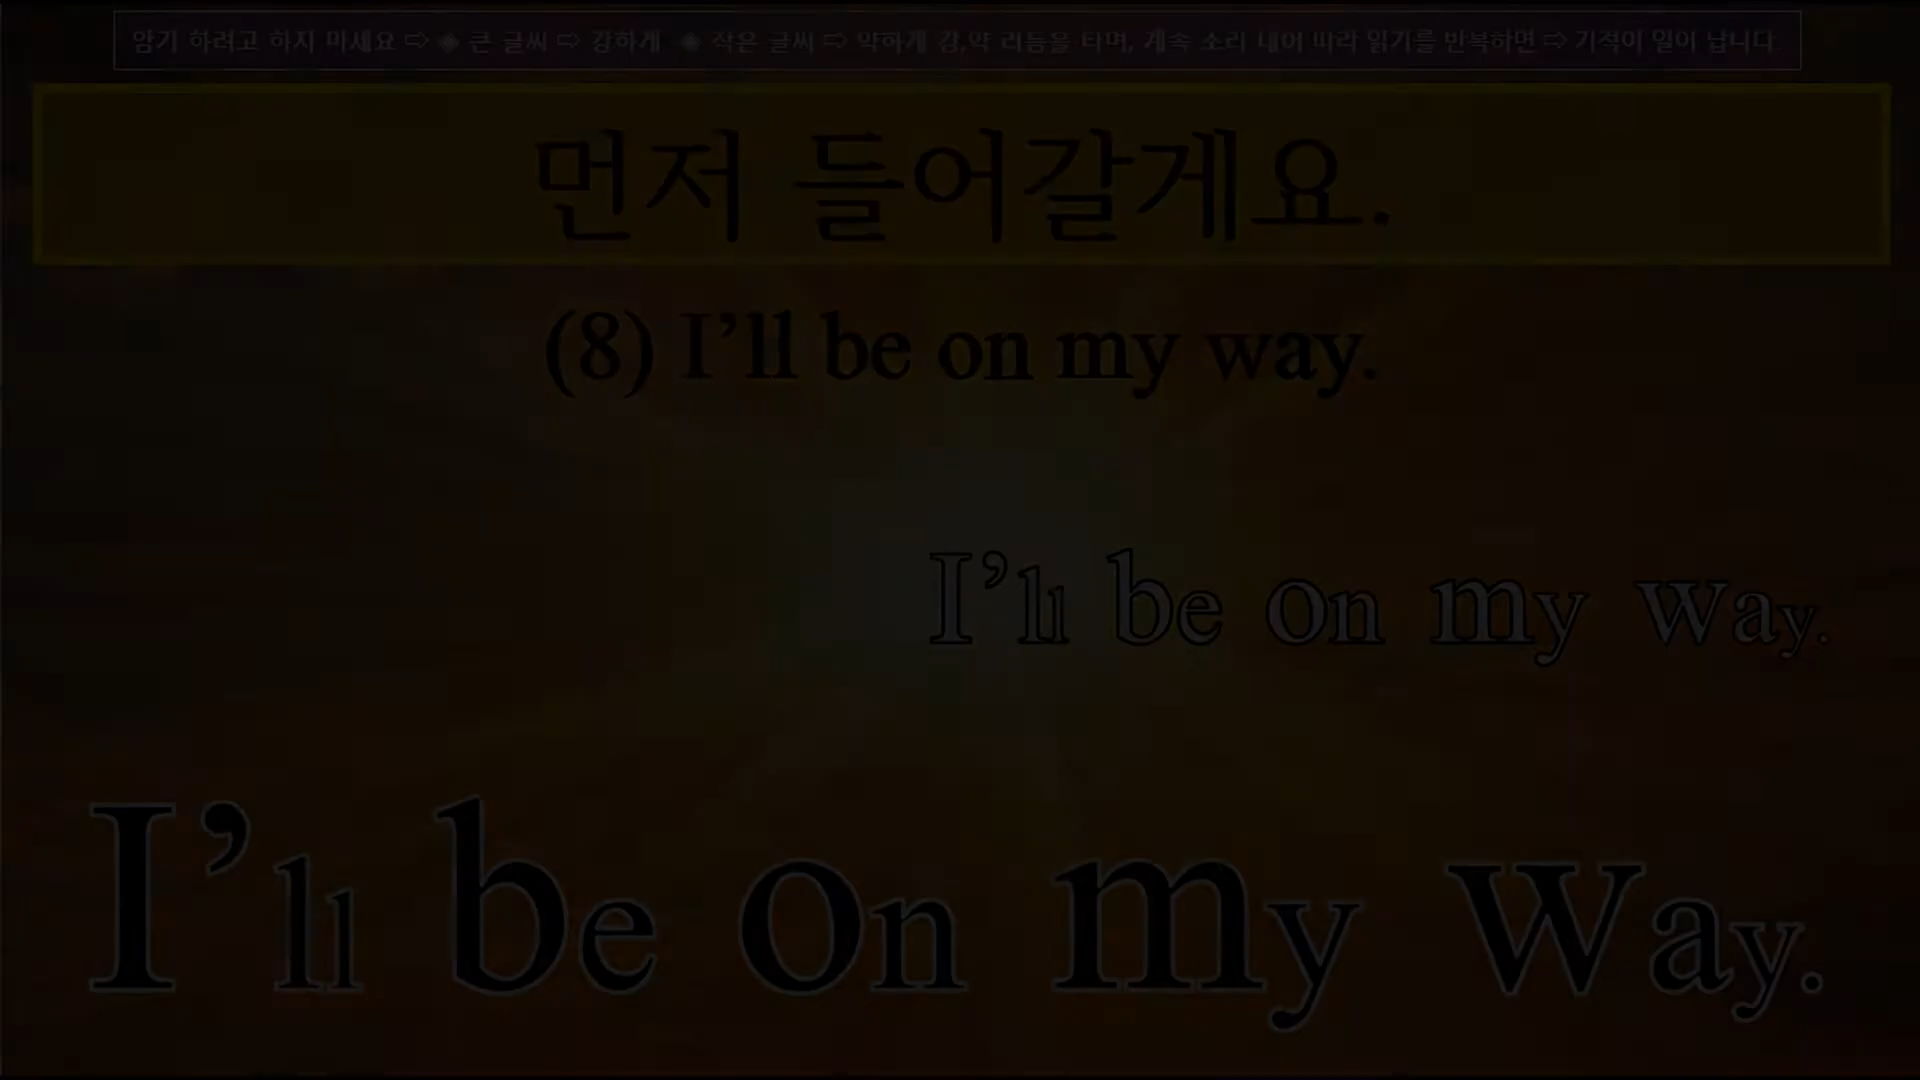 암기 하려고 하지 마세요 ⇨ ◈ 큰 글씨 ⇨ 강하게 ◈ 작은 글씨 ⇨ 약하게 강,약 리듬을 타며, 계속 소리 내어 따라 읽기를 반복하면 ⇨ 기적이 일이 납니다.
먼저 들어갈게요.
(8) I’ll be on my way.
I’ll be on my way.
I’ll be on my way.